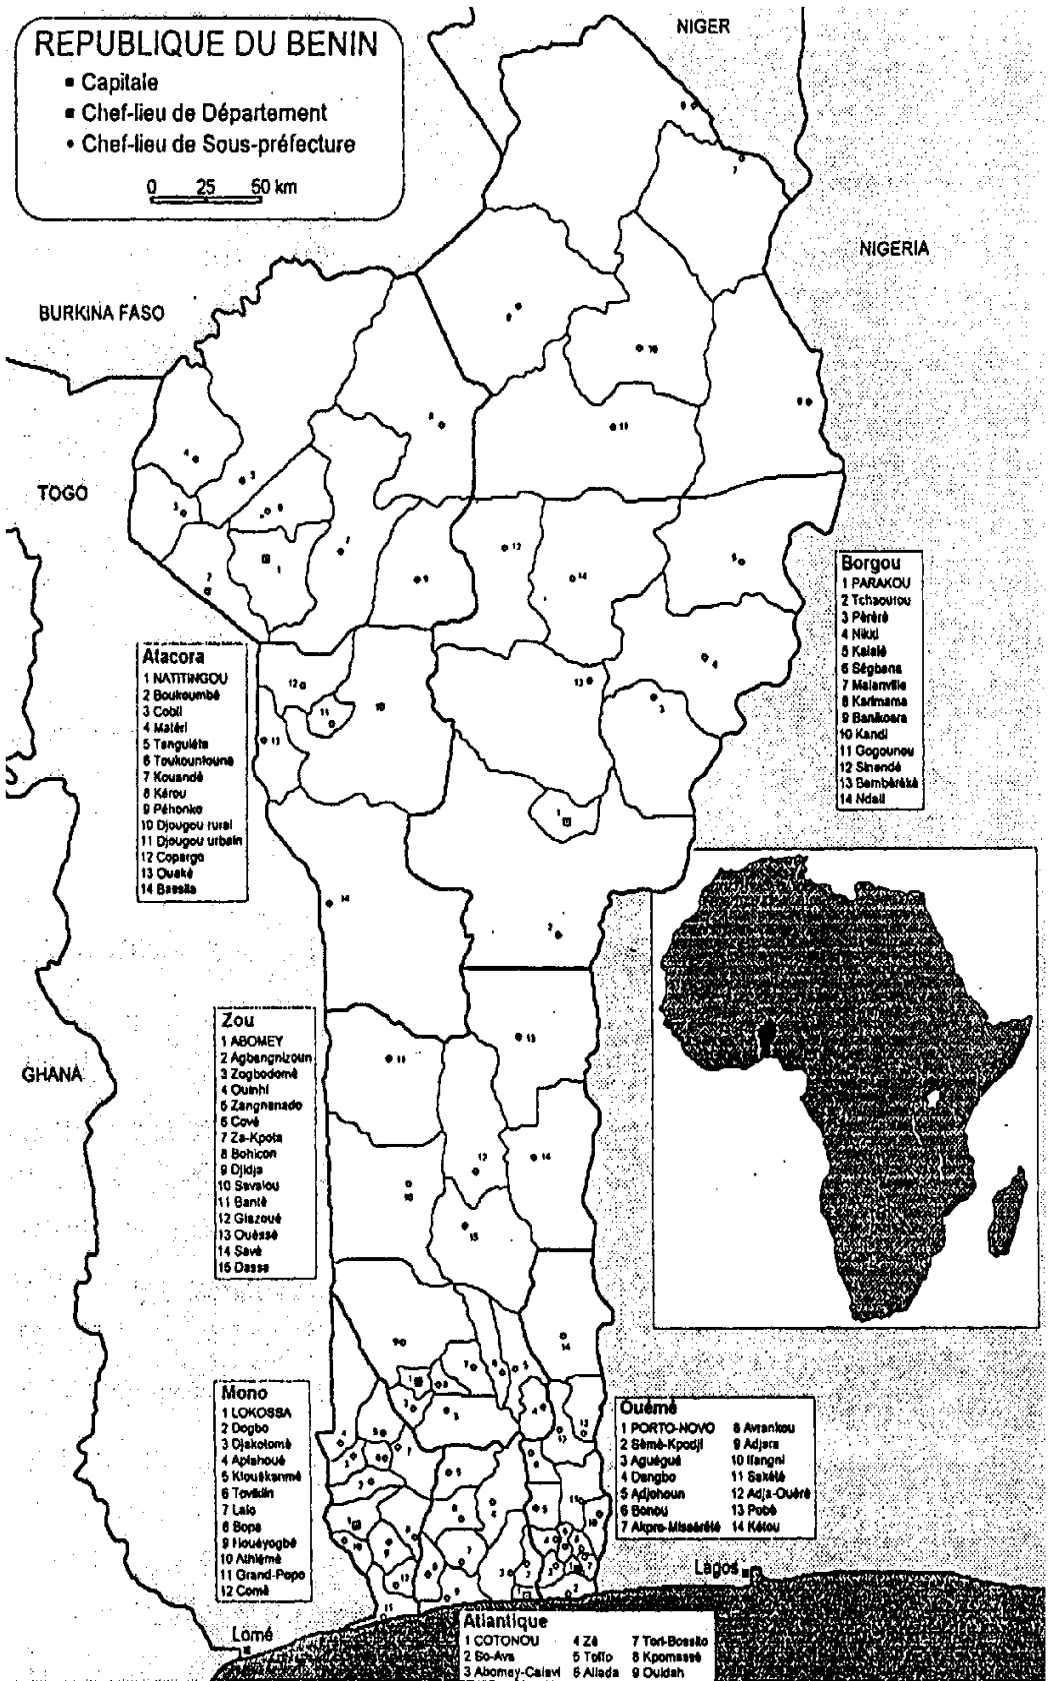 REPUBLIQUE DU BENIN
Capitale
Chef-lieu de Département
Chef-lieu de Sous-préfecture
0 25 50 km
NIGER
NIGERIA
BURKINA FASO
TOGO
GHANA
Borgou
1 PARAKOU
2 Tchaourou
3 Pèrèrè
4 Nikki
5 Kalalé
6 Ségbana
7 Malanville
8 Karimama
9 Banikoara
10 Kandi
11 Gogounou
12 Sinendé
13 Bembèrèkè
14 Ndali
Atacora
1 NATITINGOU
2 Boukoumbé
3 Cobli
4 Matéri
5 Tanguiéta
6 Toukountouna
7 Kouandé
8 Kérou
9 Péhonko
10 Djougou rural
11 Djougou urbain
12 Copargo
13 Ouaké
14 Bassila
Zou
1 ABOMEY
2 Agbangnizoun
3 Zogbodomè
4 Ouinhi
5 Zangnanado
6 Covè
7 Za-Kpota
8 Bohicon
9 Djidja
10 Savalou
11 Bantè
12 Glazoué
13 Ouèssè
14 Savè
15 Dassa
Mono
1 LOKOSSA
2 Dogbo
3 Djakotomè
4 Aplahoué
5 Klouékanmè
6 Toviklin
7 Lalo
8 Bopa
9 Houéyogbé
10 Athiémé
11 Grand-Popo
12 Comé
Ouémé
1 PORTO-NOVO 8 Avrankou
2 Sèmè-Kpodji 9 Adjara
3 Aguégué 10 Ifangni
4 Dangbo 11 Sakété
5 Adjohoun 12 Adja-Ouèrè
6 Bonou 13 Pobè
7 Akpro-Missérété 14 Kétou
Lagos
Lomé
Atlantique
1 COTONOU 4 Zè 7 Tori-Bossito
2 So-Ava 5 Toffo 8 Kpomassè
3 Abomey-Calavi 6 Allada 9 Ouidah